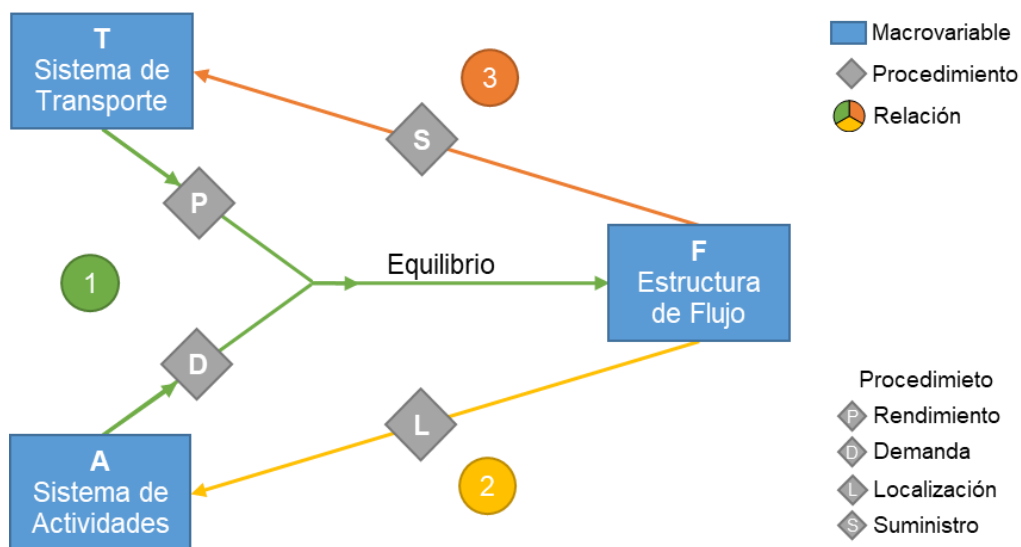 T
Sistema de
Transporte
P
1
D
A
Sistema de
Actividades
3
S
Equilibrio
F
Estructura
de Flujo
L
2
Macrovariable
Procedimiento
Relación
Procedimieto
P Rendimiento
D Demanda
L Localización
S Suministro